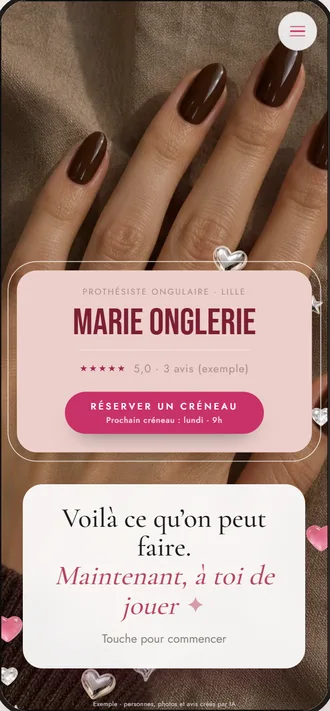 PROTHÉSISTE ONGULAIRE - LILLE
MARIE ONGLERIE
★★★★★ 5,0 · 3 avis (exemple)
RÉSERVER UN CRÉNEAU
Prochain créneau : lundi · 9h
Voilà ce qu’on peut
faire.
Maintenant, à toi de
jouer ✦
Touche pour commencer
Exemple - personnes, photos et avis créés par IA